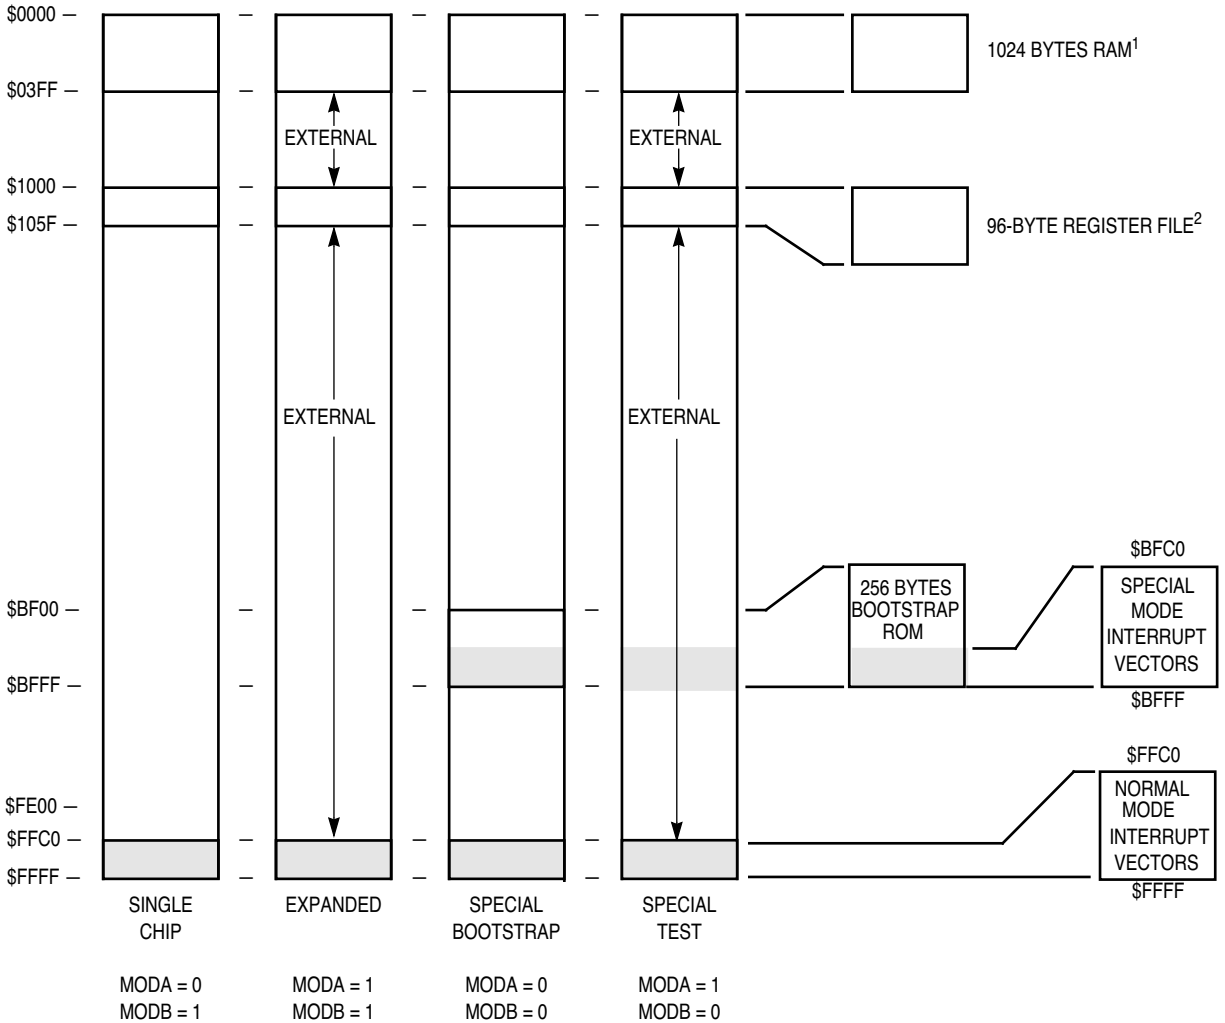 $0000
1024 BYTES RAM1
$03FF
EXTERNAL EXTERNAL
$1000
$105F
96-BYTE REGISTER FILE2
EXTERNAL EXTERNAL
$BFC0
256 BYTES
BOOTSTRAP
ROM
SPECIAL
MODE
INTERRUPT
VECTORS
$BF00
$BFFF
$BFFF
$FFC0
NORMAL
MODE
INTERRUPT
VECTORS
$FE00
$FFC0
$FFFF
$FFFF
SINGLE
CHIP
MODA = 0
MODB = 1
EXPANDED
MODA = 1
MODB = 1
SPECIAL
BOOTSTRAP
MODA = 0
MODB = 0
SPECIAL
TEST
MODA = 1
MODB = 0